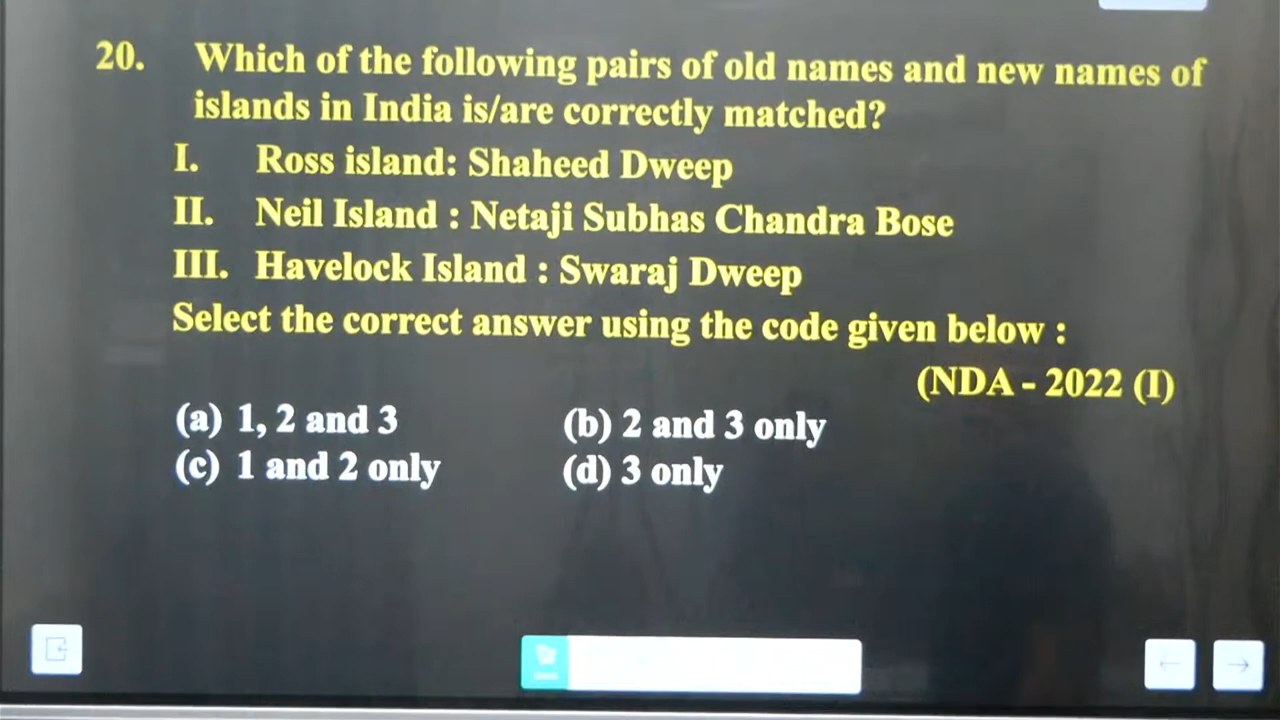 20. Which of the following pairs of old names and new names of
islands in India is/are correctly matched?
I. Ross island: Shaheed Dweep
II. Neil Island : Netaji Subhas Chandra Bose
III. Havelock Island : Swaraj Dweep
Select the correct answer using the code given below :
(NDA - 2022 (I)
(a) 1, 2 and 3 (b) 2 and 3 only
(c) 1 and 2 only (d) 3 only